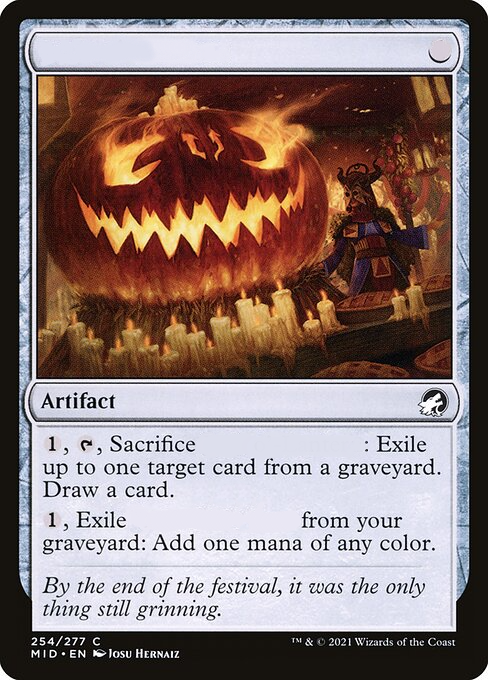 Artifact
1, T, Sacrifice : Exile
up to one target card from a graveyard.
Draw a card.
1, Exile from your
graveyard: Add one mana of any color.
By the end of the festival, it was the only
thing still grinning.
254/277 C
MID • EN Josu Hernaiz
™ & © 2021 Wizards of the Coast